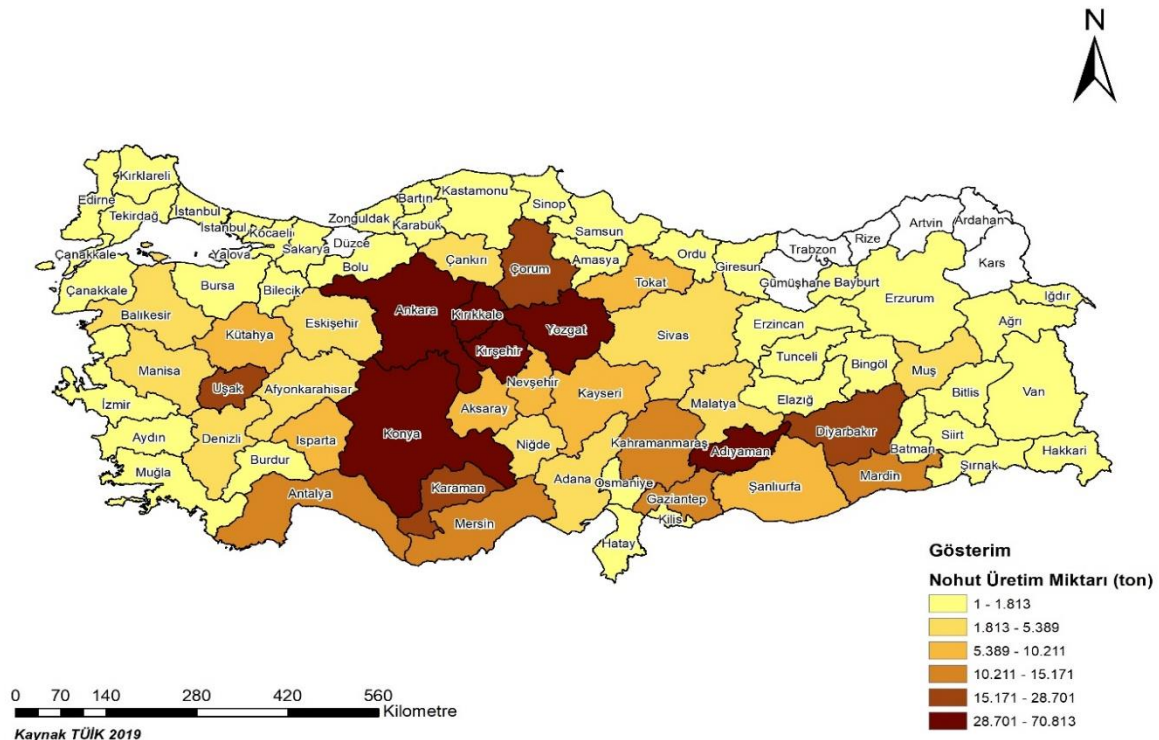 N
Kırklareli
Edirne
Tekirdağ
İstanbul
İstanbul
Kocaeli
Yalova
Sakarya
Düzce
Zonguldak
Bartın
Karabük
Kastamonu
Sinop
Samsun
Ordu
Giresun
Trabzon
Rize
Artvin
Ardahan
Kars
Çanakkale
Çanakkale
Bursa
Bilecik
Bolu
Çankırı
Çorum
Amasya
Tokat
Gümüşhane
Bayburt
Erzurum
Iğdır
Balıkesir
Kütahya
Eskişehir
Ankara
Kırıkkale
Yozgat
Sivas
Erzincan
Ağrı
Manisa
Uşak
Afyonkarahisar
Kırşehir
Nevşehir
Kayseri
Tunceli
Bingöl
Muş
İzmir
Aksaray
Malatya
Elazığ
Bitlis
Van
Aydın
Denizli
Isparta
Konya
Niğde
Kahramanmaraş
Adıyaman
Diyarbakır
Batman
Siirt
Muğla
Burdur
Antalya
Karaman
Mersin
Adana
Osmaniye
Gaziantep
Şanlıurfa
Mardin
Şırnak
Hakkari
Kilis
Hatay
Gösterim
Nohut Üretim Miktarı (ton)
1 - 1.813
1.813 - 5.389
5.389 - 10.211
10.211 - 15.171
15.171 - 28.701
28.701 - 70.813
0 70 140 280 420 560
Kilometre
Kaynak TÜİK 2019